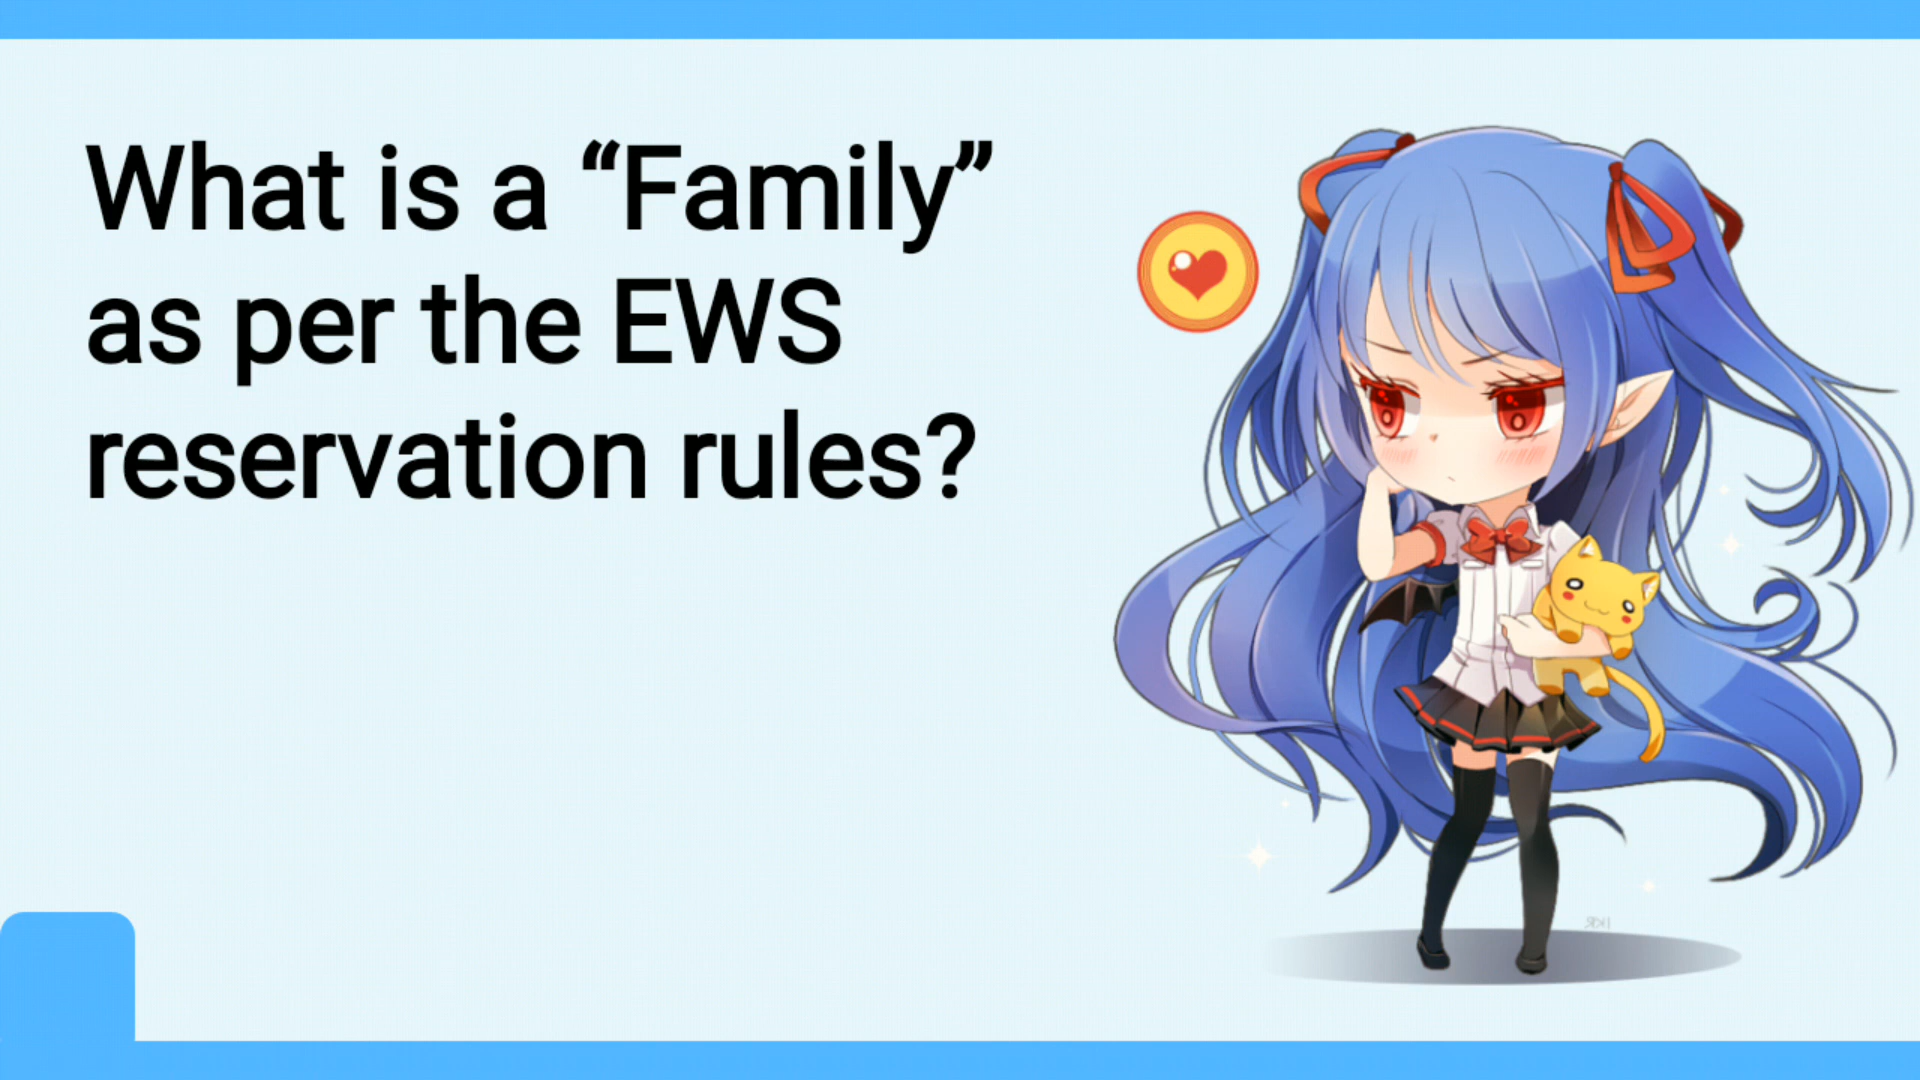 What is a “Family”
as per the EWS
reservation rules?